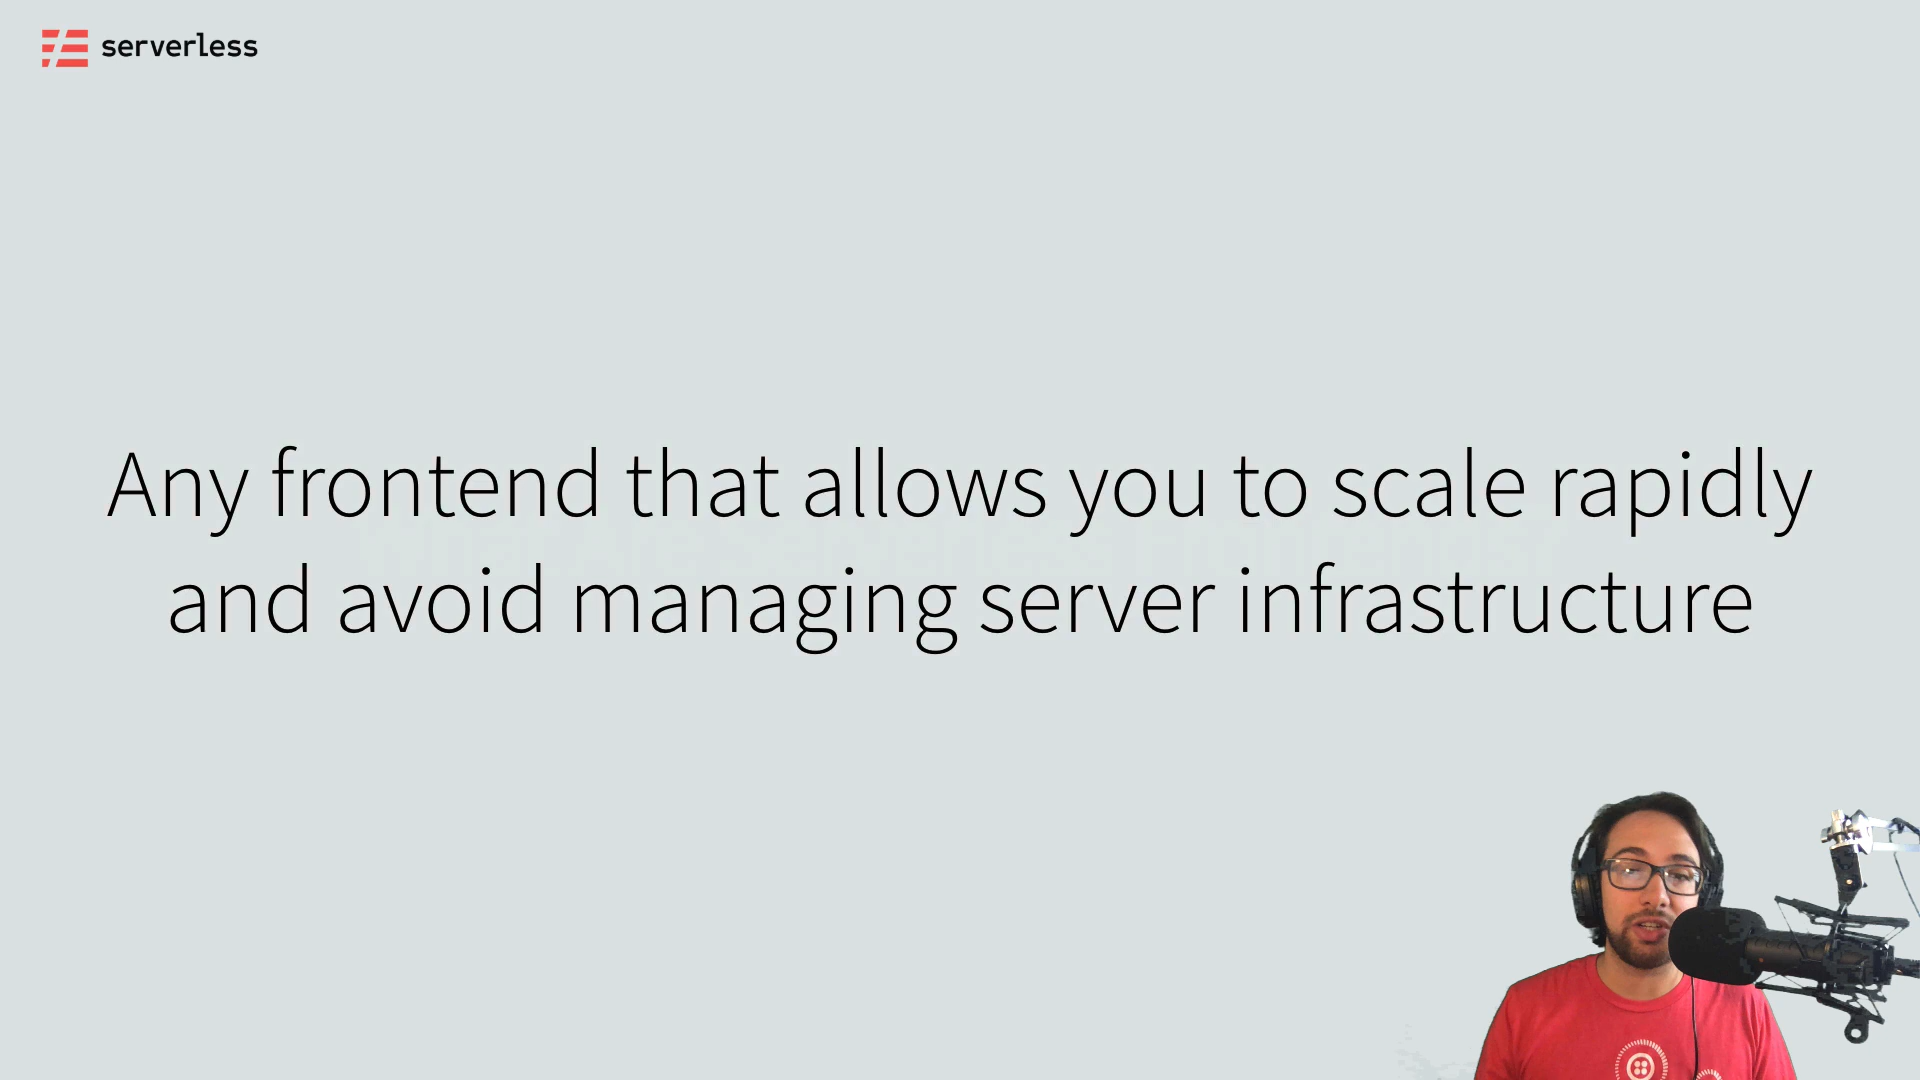 serverless
Any frontend that allows you to scale rapidly
and avoid managing server infrastructure